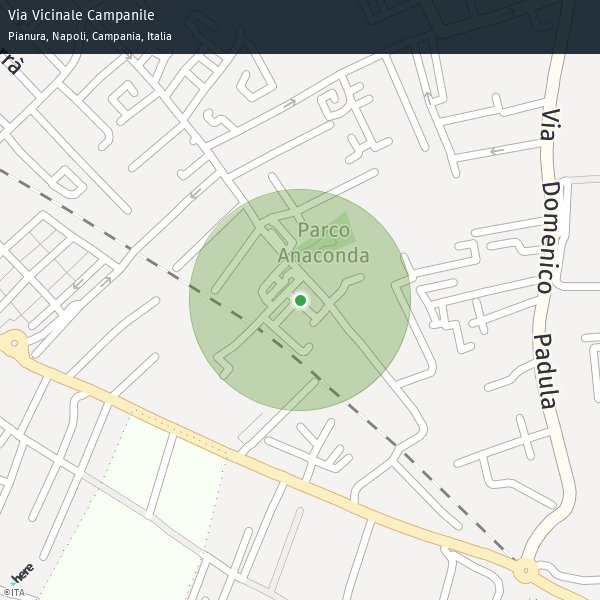 Via Vicinale Campanile
Pianura, Napoli, Campania, Italia
rrà
Via Domenico Padula
Parco
Anaconda
here
©ITA